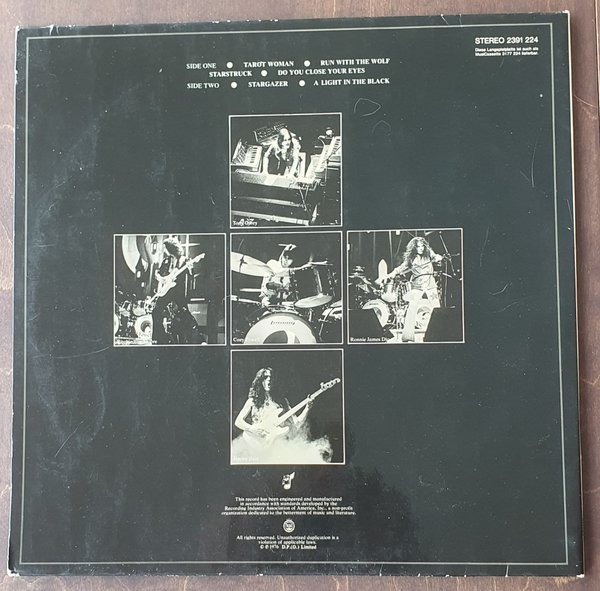 STEREO 2391 224
Diese Langspielplatte ist auch als
MusiCassette 3177 224 lieferbar.
SIDE ONE ● TAROT WOMAN ● RUN WITH THE WOLF
STARSTRUCK ● DO YOU CLOSE YOUR EYES
SIDE TWO ● STARGAZER ● A LIGHT IN THE BLACK
Tony Carey
Cozy
Ronnie James Dio
Jimmy Bain
This record has been engineered and manufactured
in accordance with standards developed by the
Recording Industry Association of America, Inc., a non-profit
organization dedicated to the betterment of music and literature.
All rights reserved. Unauthorized duplication is a
violation of applicable laws.
© ℗ 1976 D.P.(O.) Limited